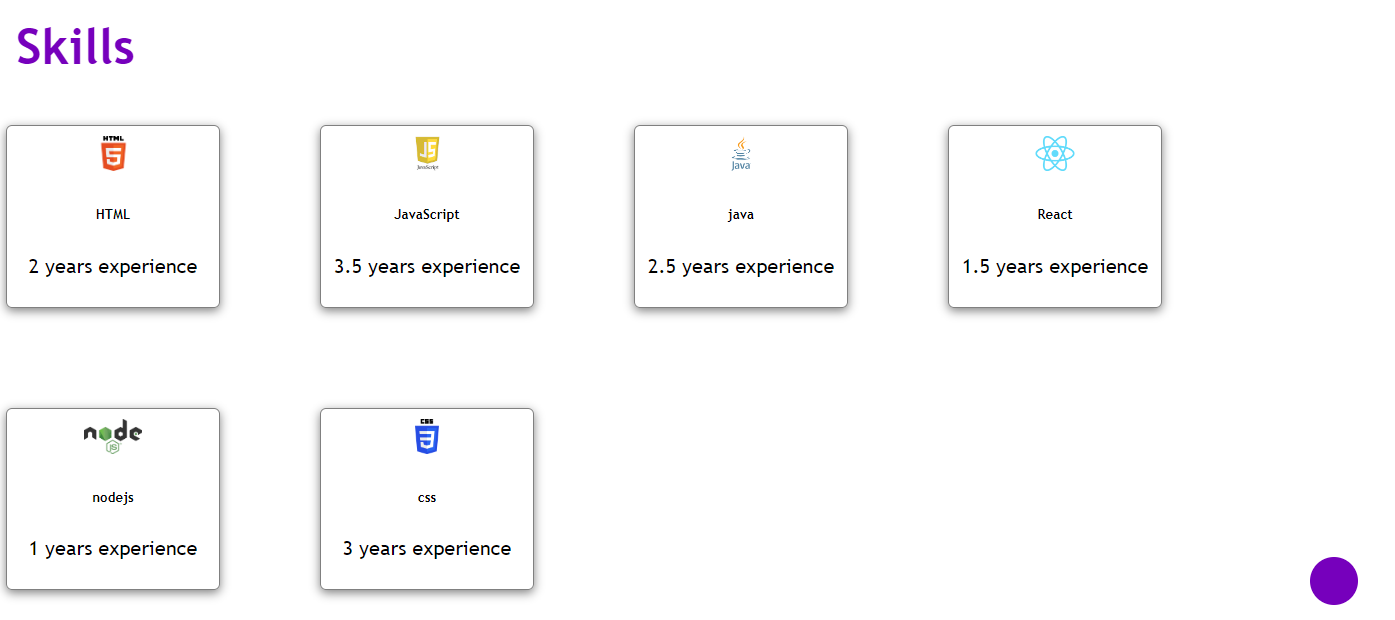 Skills
HTML
5
HTML
2 years experience
JS
JavaScript
JavaScript
3.5 years experience
Java
java
2.5 years experience
React
1.5 years experience
node
JS
nodejs
1 years experience
CSS
3
css
3 years experience